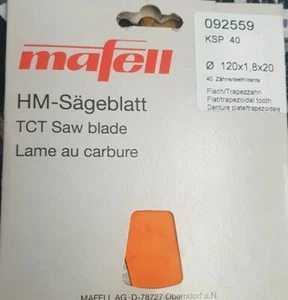 mafell
092559
KSP 40
Ø 120x1,8x20
40 Zähne/teeth/dents
Flach/Trapezzahn
Flat/trapezoidal tooth
Denture plate/trapezoidale
HM-Sägeblatt
TCT Saw blade
Lame au carbure
MAFELL AG · D-78727 Oberndorf a.N.